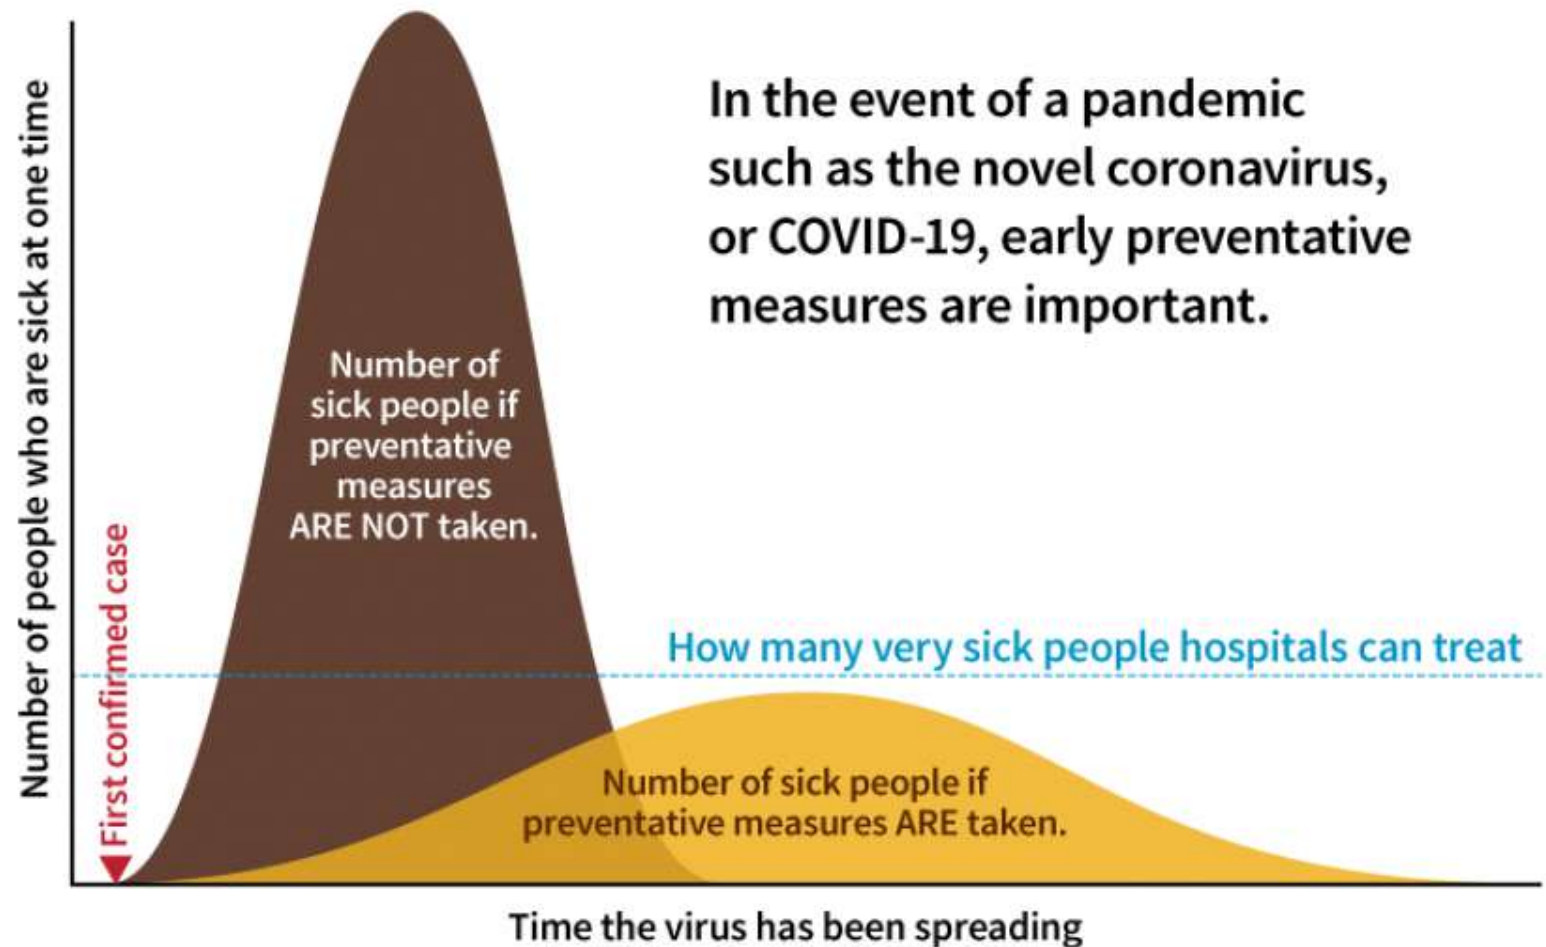 Number of people who are sick at one time
First confirmed case
Number of
sick people if
preventative
measures
ARE NOT taken.
In the event of a pandemic
such as the novel coronavirus,
or COVID-19, early preventative
measures are important.
How many very sick people hospitals can treat
Number of sick people if
preventative measures ARE taken.
Time the virus has been spreading